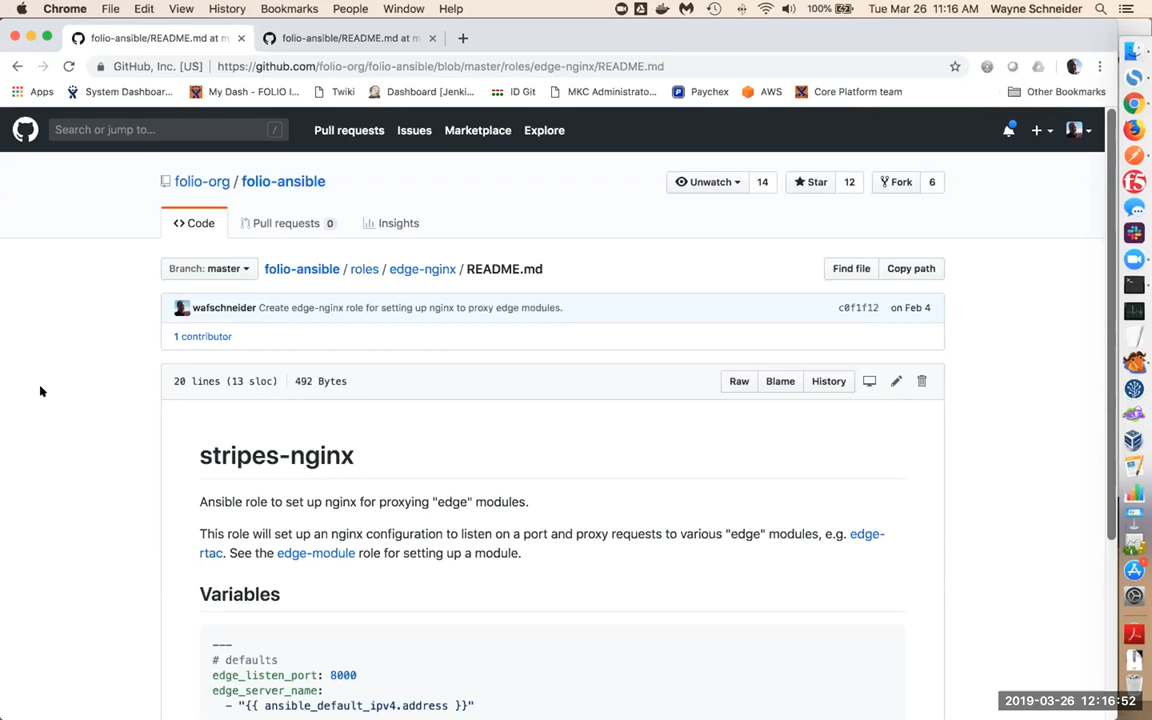 Chrome File Edit View History Bookmarks People Window Help 100% Tue Mar 26 11:16 AM Wayne Schneider
folio-ansible/README.md at m × folio-ansible/README.md at m × +
GitHub, Inc. [US] | https://github.com/folio-org/folio-ansible/blob/master/roles/edge-nginx/README.md
Apps System Dashboar... My Dash - FOLIO I... Twiki Dashboard [Jenki... ID Git MKC Administrato... Paychex AWS Core Platform team Other Bookmarks
Search or jump to... / Pull requests Issues Marketplace Explore
folio-org / folio-ansible Unwatch 14 Star 12 Fork 6
Code Pull requests 0 Insights
Branch: master folio-ansible / roles / edge-nginx / README.md Find file Copy path
wafschneider Create edge-nginx role for setting up nginx to proxy edge modules. c0f1f12 on Feb 4
1 contributor
20 lines (13 sloc) | 492 Bytes Raw Blame History
stripes-nginx
Ansible role to set up nginx for proxying "edge" modules.
This role will set up an nginx configuration to listen on a port and proxy requests to various "edge" modules, e.g. edge-
rtac. See the edge-module role for setting up a module.
Variables
---
# defaults
edge_listen_port: 8000
edge_server_name:
- "{{ ansible_default_ipv4.address }}"
2019-03-26 12:16:52